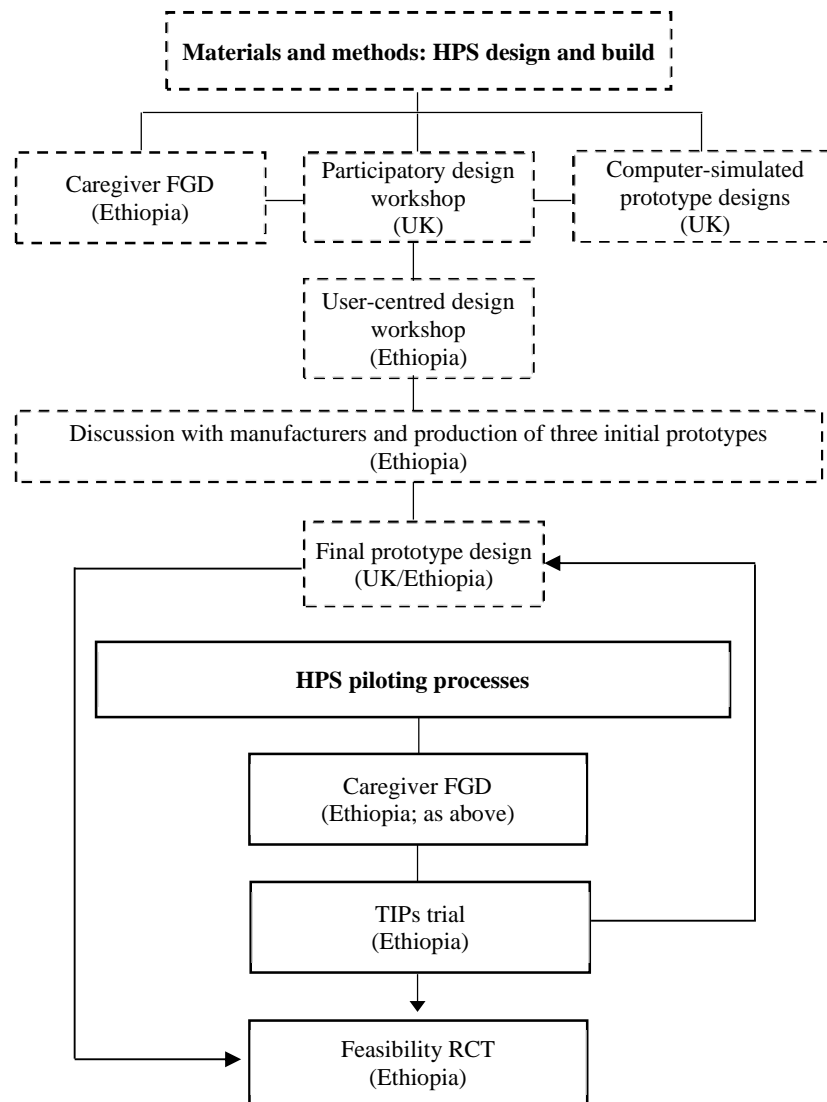 Materials and methods: HPS design and build
Caregiver FGD
(Ethiopia)
Participatory design
workshop
(UK)
Computer-simulated
prototype designs
(UK)
User-centred design
workshop
(Ethiopia)
Discussion with manufacturers and production of three initial prototypes
(Ethiopia)
Final prototype design
(UK/Ethiopia)
HPS piloting processes
Caregiver FGD
(Ethiopia; as above)
TIPs trial
(Ethiopia)
Feasibility RCT
(Ethiopia)